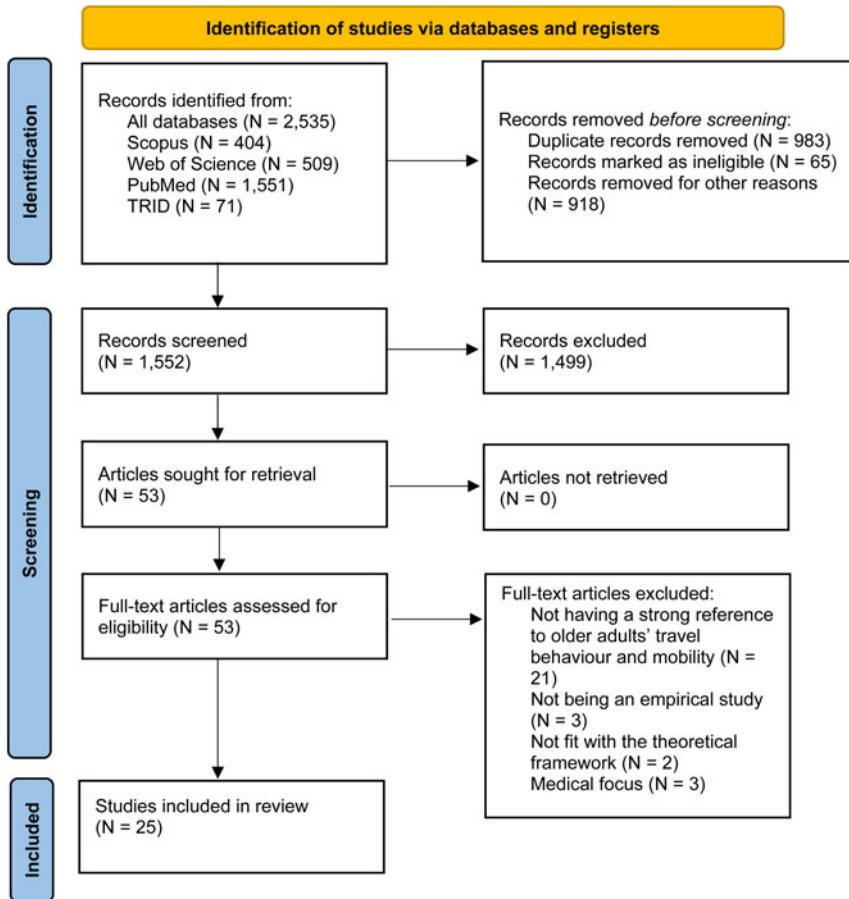 Identification of studies via databases and registers
Identification
Records identified from:
All databases (N = 2,535)
Scopus (N = 404)
Web of Science (N = 509)
PubMed (N = 1,551)
TRID (N = 71)
Records removed before screening:
Duplicate records removed (N = 983)
Records marked as ineligible (N = 65)
Records removed for other reasons
(N = 918)
Screening
Records screened
(N = 1,552)
Records excluded
(N = 1,499)
Articles sought for retrieval
(N = 53)
Articles not retrieved
(N = 0)
Full-text articles assessed for
eligibility (N = 53)
Full-text articles excluded:
Not having a strong reference
to older adults' travel
behaviour and mobility (N =
21)
Not being an empirical study
(N = 3)
Not fit with the theoretical
framework (N = 2)
Medical focus (N = 3)
Included
Studies included in review
(N = 25)